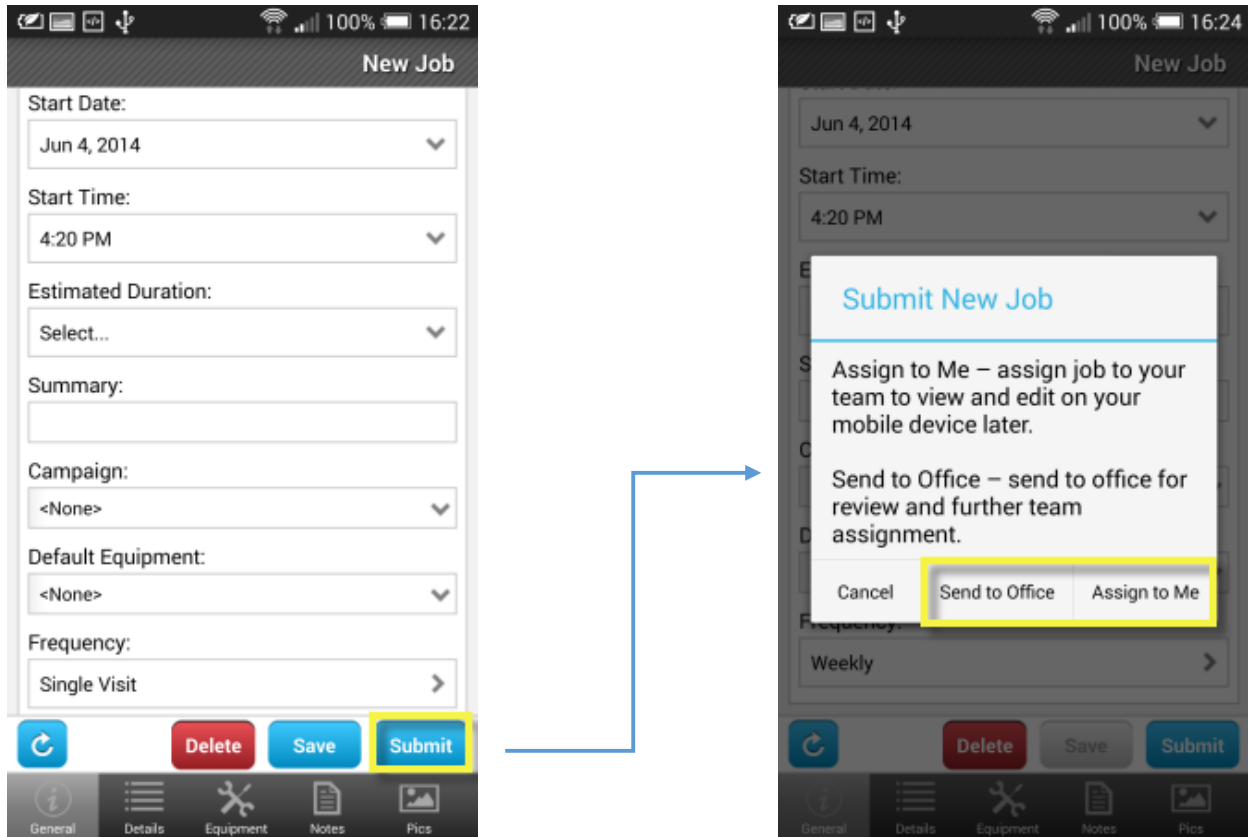 100% 16:22
New Job
Start Date:
Jun 4, 2014
Start Time:
4:20 PM
Estimated Duration:
Select...
Summary:
Campaign:
<None>
Default Equipment:
<None>
Frequency:
Single Visit
Delete Save Submit
General Details Equipment Notes Pics
100% 16:24
New Job
Jun 4, 2014
Start Time:
4:20 PM
E
Submit New Job
S
Assign to Me – assign job to your
team to view and edit on your
mobile device later.
C
Send to Office – send to office for
review and further team
D
assignment.
Cancel Send to Office Assign to Me
Frequency:
Weekly
Delete Save Submit
General Details Equipment Notes Pics